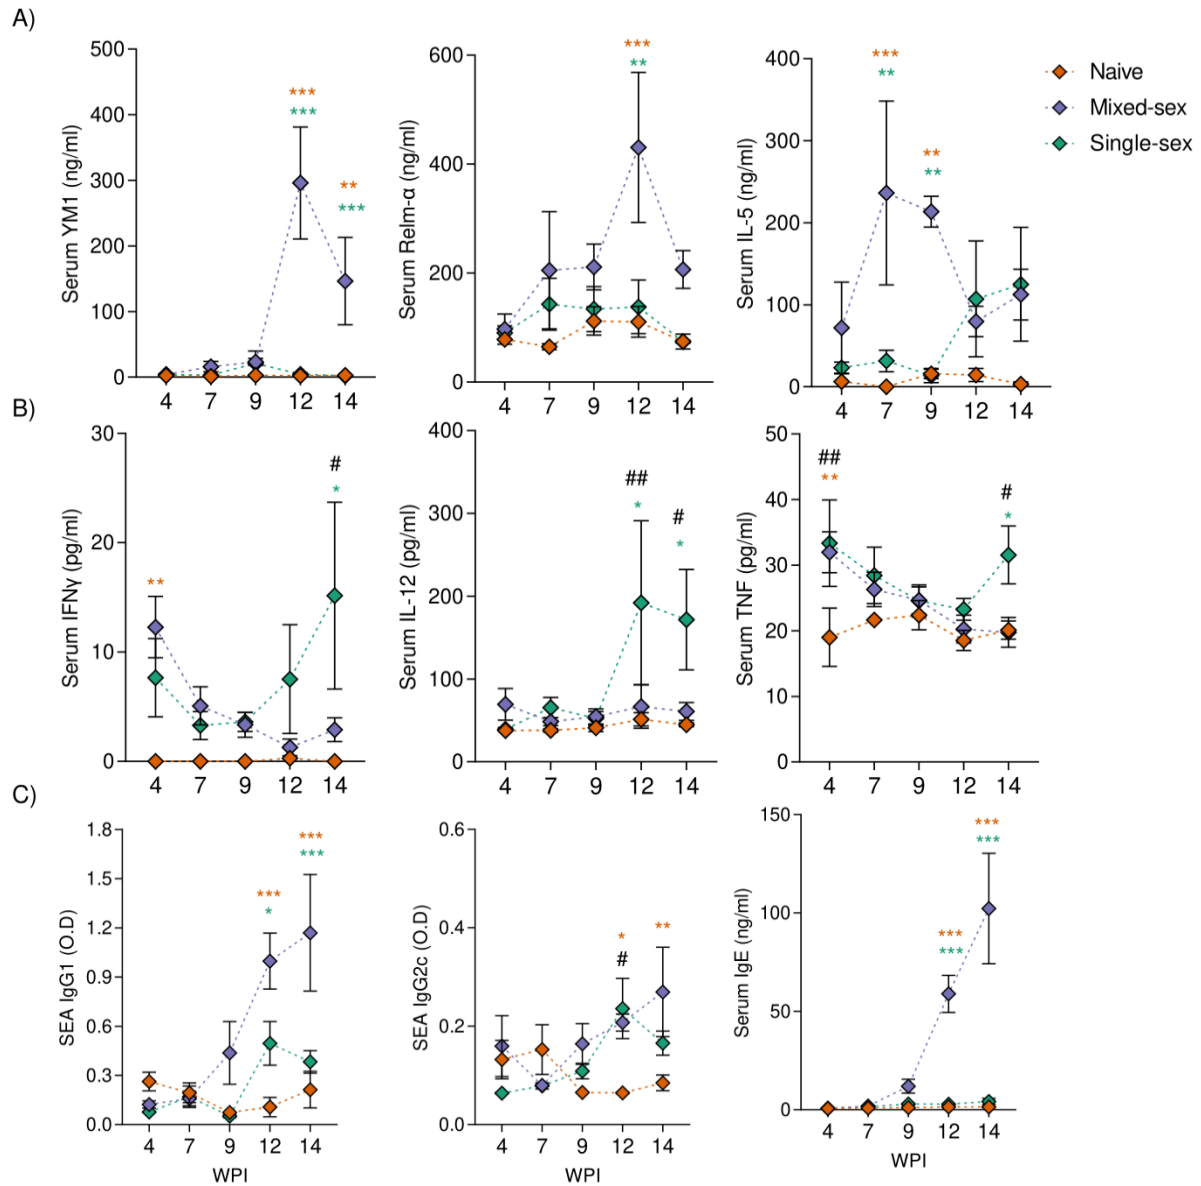 A)
Serum YM1 (ng/ml)
500
400
300
200
100
0
***
***
**
***
4 7 9 12 14
Serum Relm-α (ng/ml)
600
400
200
0
***
**
4 7 9 12 14
Serum IL-5 (ng/ml)
400
300
200
100
0
***
**
**
**
4 7 9 12 14
Naive
Mixed-sex
Single-sex
B)
Serum IFNγ (pg/ml)
30
20
10
0
**
#
*
4 7 9 12 14
Serum IL-12 (pg/ml)
400
300
200
100
0
##
*
#
*
4 7 9 12 14
Serum TNF (pg/ml)
50
40
30
20
10
0
##
**
#
*
4 7 9 12 14
C)
SEA IgG1 (O.D)
1.8
1.5
1.2
0.9
0.6
0.3
0.0
***
*
***
***
4 7 9 12 14
WPI
SEA IgG2c (O.D)
0.6
0.4
0.2
0.0
*
#
**
4 7 9 12 14
WPI
Serum IgE (ng/ml)
150
100
50
0
***
***
***
***
4 7 9 12 14
WPI